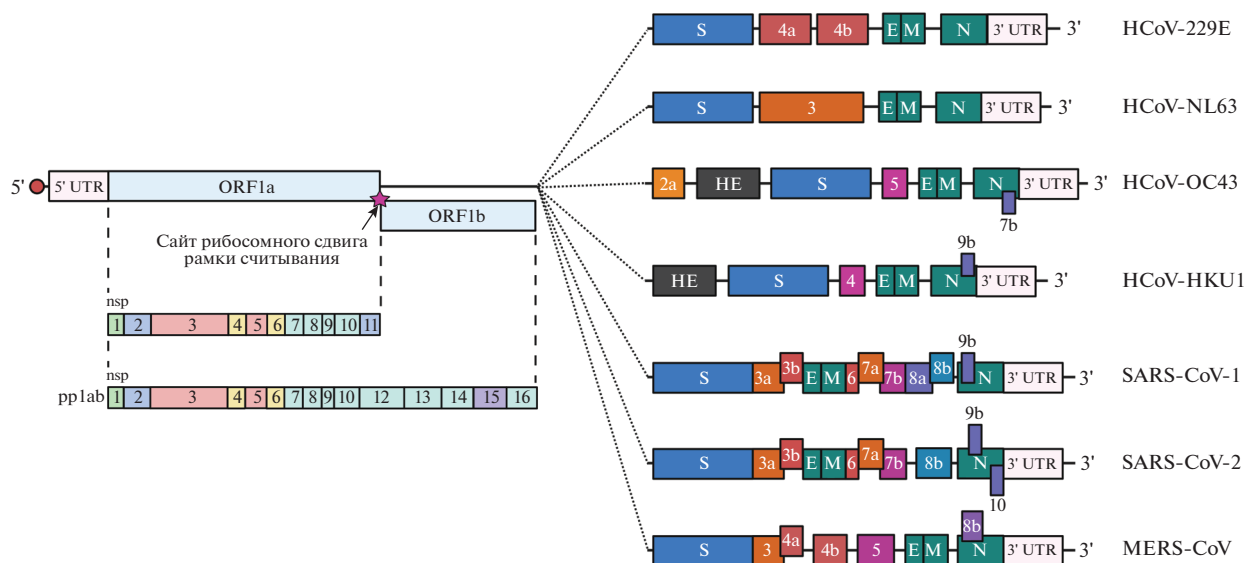 S 4a 4b E M N 3' UTR 3' HCoV-229E
S 3 E M N 3' UTR 3' HCoV-NL63
5' 5' UTR ORF1a
2a HE S 5 E M N 3' UTR 3' HCoV-OC43
7b
ORF1b
Сайт рибосомного сдвига
рамки считывания
9b
HE S 4 E M N 3' UTR 3' HCoV-HKU1
nsp
1 2 3 4 5 6 7 8 9 10 11
9b
S 3a 3b E M 6 7a 7b 8a 8b N 3' UTR 3' SARS-CoV-1
nsp
pp1ab 1 2 3 4 5 6 7 8 9 10 12 13 14 15 16
9b
S 3a 3b E M 6 7a 7b 8b N 3' UTR 3' SARS-CoV-2
10
8b
S 3 4a 4b 5 E M N 3' UTR 3' MERS-CoV